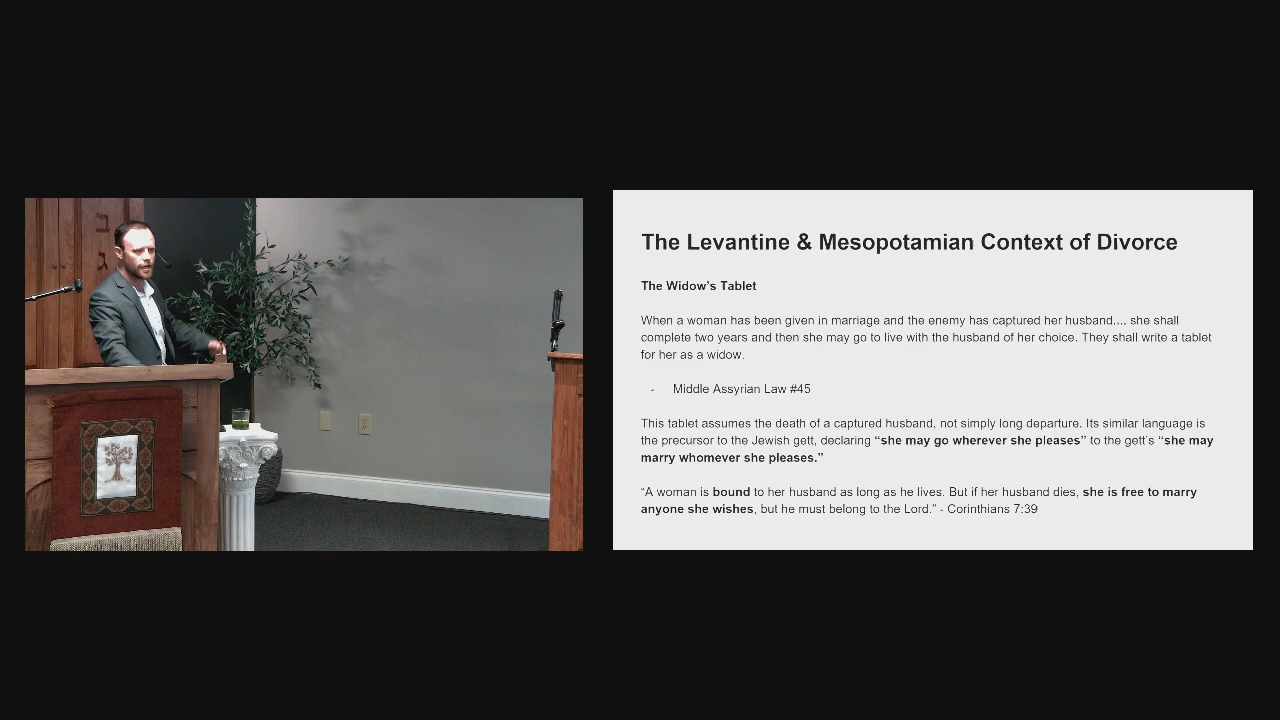 ב
ג
The Levantine & Mesopotamian Context of Divorce
The Widow's Tablet
When a woman has been given in marriage and the enemy has captured her husband.... she shall
complete two years and then she may go to live with the husband of her choice. They shall write a tablet
for her as a widow.
- Middle Assyrian Law #45
This tablet assumes the death of a captured husband, not simply long departure. Its similar language is
the precursor to the Jewish gett, declaring “she may go wherever she pleases” to the gett's “she may
marry whomever she pleases.”
“A woman is bound to her husband as long as he lives. But if her husband dies, she is free to marry
anyone she wishes, but he must belong to the Lord.” - Corinthians 7:39